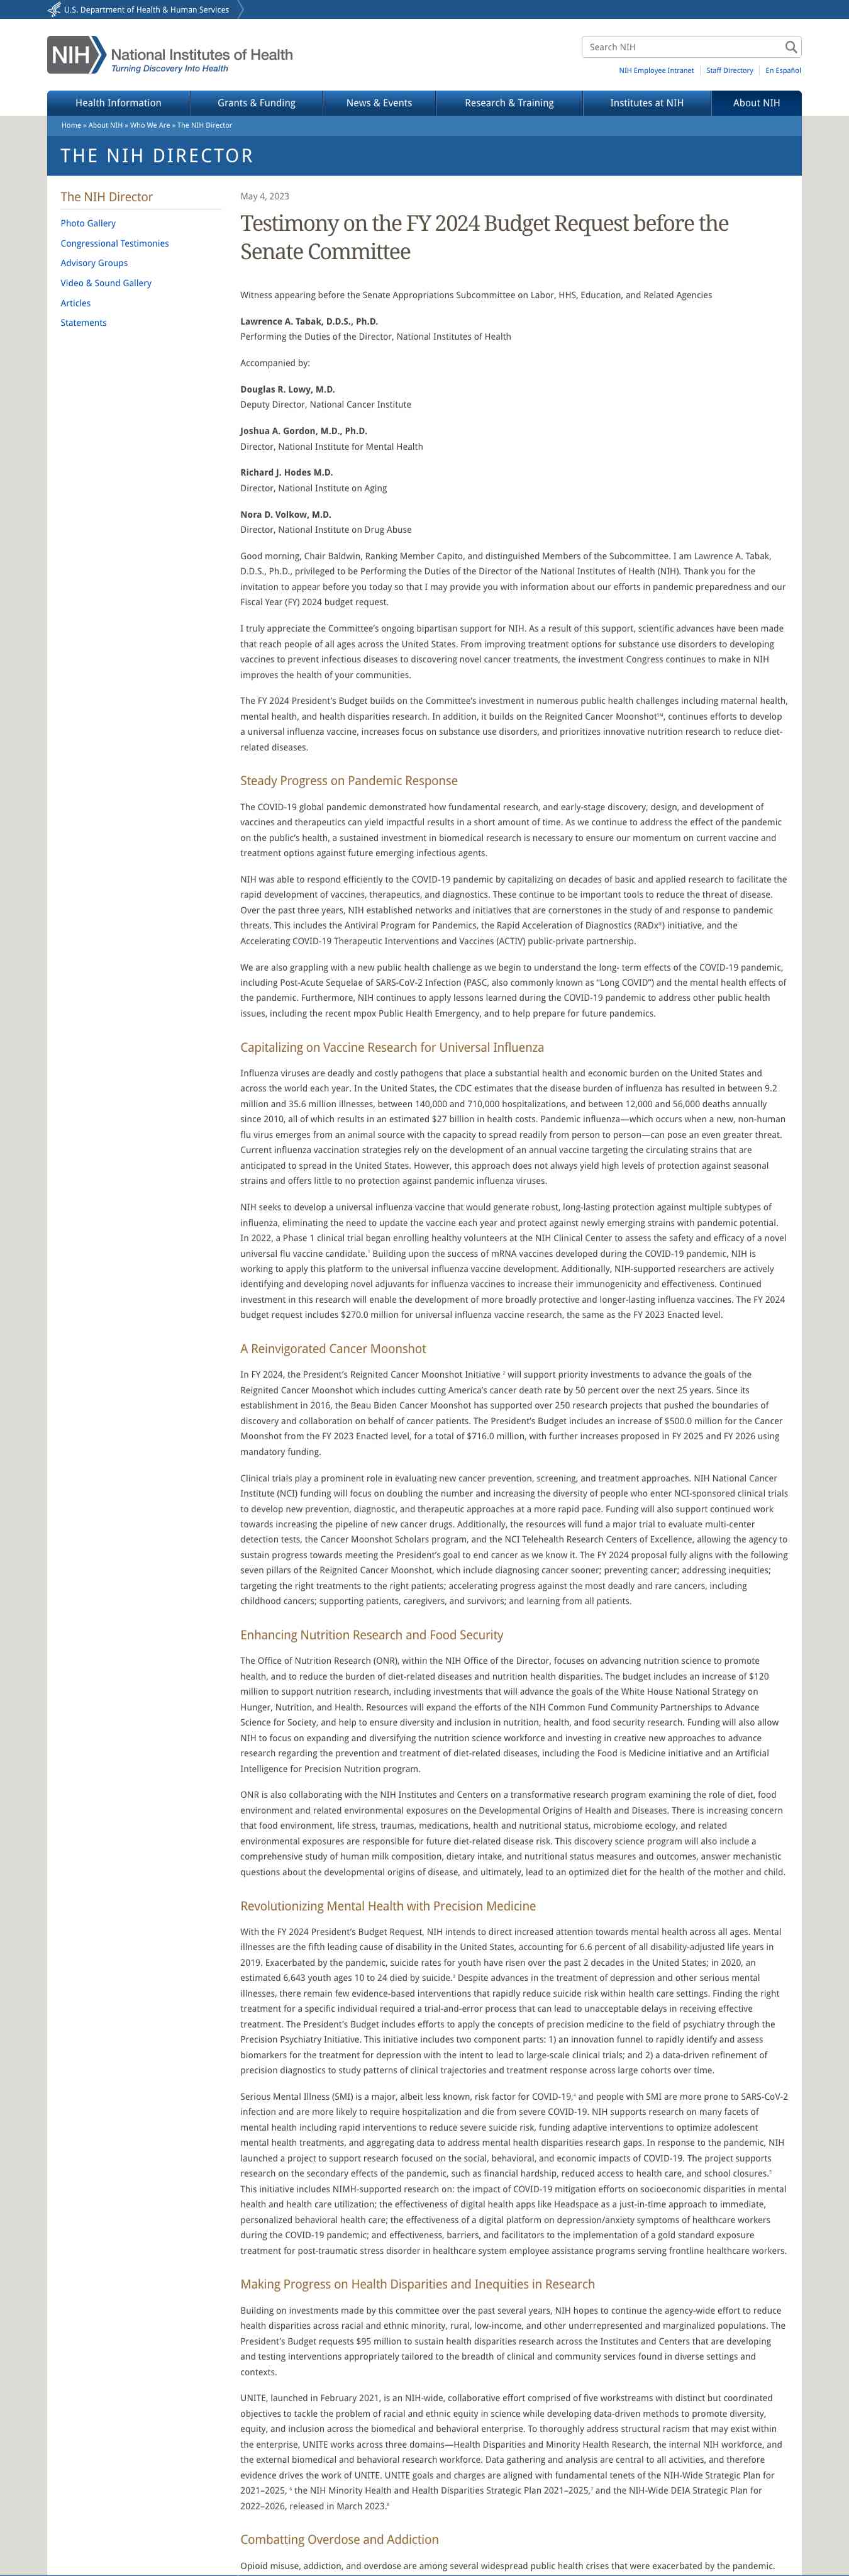 U.S. Department of Health & Human Services
NIH National Institutes of Health
Turning Discovery Into Health
Search NIH
NIH Employee Intranet Staff Directory En Español
Health Information Grants & Funding News & Events Research & Training Institutes at NIH About NIH
Home » About NIH » Who We Are » The NIH Director
THE NIH DIRECTOR
The NIH Director
Photo Gallery
Congressional Testimonies
Advisory Groups
Video & Sound Gallery
Articles
Statements
May 4, 2023
Testimony on the FY 2024 Budget Request before the
Senate Committee
Witness appearing before the Senate Appropriations Subcommittee on Labor, HHS, Education, and Related Agencies
Lawrence A. Tabak, D.D.S., Ph.D.
Performing the Duties of the Director, National Institutes of Health
Accompanied by:
Douglas R. Lowy, M.D.
Deputy Director, National Cancer Institute
Joshua A. Gordon, M.D., Ph.D.
Director, National Institute for Mental Health
Richard J. Hodes M.D.
Director, National Institute on Aging
Nora D. Volkow, M.D.
Director, National Institute on Drug Abuse
Good morning, Chair Baldwin, Ranking Member Capito, and distinguished Members of the Subcommittee. I am Lawrence A. Tabak,
D.D.S., Ph.D., privileged to be Performing the Duties of the Director of the National Institutes of Health (NIH). Thank you for the
invitation to appear before you today so that I may provide you with information about our efforts in pandemic preparedness and our
Fiscal Year (FY) 2024 budget request.
I truly appreciate the Committee's ongoing bipartisan support for NIH. As a result of this support, scientific advances have been made
that reach people of all ages across the United States. From improving treatment options for substance use disorders to developing
vaccines to prevent infectious diseases to discovering novel cancer treatments, the investment Congress continues to make in NIH
improves the health of your communities.
The FY 2024 President's Budget builds on the Committee's investment in numerous public health challenges including maternal health,
mental health, and health disparities research. In addition, it builds on the Reignited Cancer Moonshot℠, continues efforts to develop
a universal influenza vaccine, increases focus on substance use disorders, and prioritizes innovative nutrition research to reduce diet-
related diseases.
Steady Progress on Pandemic Response
The COVID-19 global pandemic demonstrated how fundamental research, and early-stage discovery, design, and development of
vaccines and therapeutics can yield impactful results in a short amount of time. As we continue to address the effect of the pandemic
on the public's health, a sustained investment in biomedical research is necessary to ensure our momentum on current vaccine and
treatment options against future emerging infectious agents.
NIH was able to respond efficiently to the COVID-19 pandemic by capitalizing on decades of basic and applied research to facilitate the
rapid development of vaccines, therapeutics, and diagnostics. These continue to be important tools to reduce the threat of disease.
Over the past three years, NIH established networks and initiatives that are cornerstones in the study of and response to pandemic
threats. This includes the Antiviral Program for Pandemics, the Rapid Acceleration of Diagnostics (RADx®) initiative, and the
Accelerating COVID-19 Therapeutic Interventions and Vaccines (ACTIV) public-private partnership.
We are also grappling with a new public health challenge as we begin to understand the long- term effects of the COVID-19 pandemic,
including Post-Acute Sequelae of SARS-CoV-2 Infection (PASC, also commonly known as “Long COVID”) and the mental health effects of
the pandemic. Furthermore, NIH continues to apply lessons learned during the COVID-19 pandemic to address other public health
issues, including the recent mpox Public Health Emergency, and to help prepare for future pandemics.
Capitalizing on Vaccine Research for Universal Influenza
Influenza viruses are deadly and costly pathogens that place a substantial health and economic burden on the United States and
across the world each year. In the United States, the CDC estimates that the disease burden of influenza has resulted in between 9.2
million and 35.6 million illnesses, between 140,000 and 710,000 hospitalizations, and between 12,000 and 56,000 deaths annually
since 2010, all of which results in an estimated $27 billion in health costs. Pandemic influenza—which occurs when a new, non-human
flu virus emerges from an animal source with the capacity to spread readily from person to person—can pose an even greater threat.
Current influenza vaccination strategies rely on the development of an annual vaccine targeting the circulating strains that are
anticipated to spread in the United States. However, this approach does not always yield high levels of protection against seasonal
strains and offers little to no protection against pandemic influenza viruses.
NIH seeks to develop a universal influenza vaccine that would generate robust, long-lasting protection against multiple subtypes of
influenza, eliminating the need to update the vaccine each year and protect against newly emerging strains with pandemic potential.
In 2022, a Phase 1 clinical trial began enrolling healthy volunteers at the NIH Clinical Center to assess the safety and efficacy of a novel
universal flu vaccine candidate.¹ Building upon the success of mRNA vaccines developed during the COVID-19 pandemic, NIH is
working to apply this platform to the universal influenza vaccine development. Additionally, NIH-supported researchers are actively
identifying and developing novel adjuvants for influenza vaccines to increase their immunogenicity and effectiveness. Continued
investment in this research will enable the development of more broadly protective and longer-lasting influenza vaccines. The FY 2024
budget request includes $270.0 million for universal influenza vaccine research, the same as the FY 2023 Enacted level.
A Reinvigorated Cancer Moonshot
In FY 2024, the President's Reignited Cancer Moonshot Initiative ² will support priority investments to advance the goals of the
Reignited Cancer Moonshot which includes cutting America's cancer death rate by 50 percent over the next 25 years. Since its
establishment in 2016, the Beau Biden Cancer Moonshot has supported over 250 research projects that pushed the boundaries of
discovery and collaboration on behalf of cancer patients. The President's Budget includes an increase of $500.0 million for the Cancer
Moonshot from the FY 2023 Enacted level, for a total of $716.0 million, with further increases proposed in FY 2025 and FY 2026 using
mandatory funding.
Clinical trials play a prominent role in evaluating new cancer prevention, screening, and treatment approaches. NIH National Cancer
Institute (NCI) funding will focus on doubling the number and increasing the diversity of people who enter NCI-sponsored clinical trials
to develop new prevention, diagnostic, and therapeutic approaches at a more rapid pace. Funding will also support continued work
towards increasing the pipeline of new cancer drugs. Additionally, the resources will fund a major trial to evaluate multi-center
detection tests, the Cancer Moonshot Scholars program, and the NCI Telehealth Research Centers of Excellence, allowing the agency to
sustain progress towards meeting the President's goal to end cancer as we know it. The FY 2024 proposal fully aligns with the following
seven pillars of the Reignited Cancer Moonshot, which include diagnosing cancer sooner; preventing cancer; addressing inequities;
targeting the right treatments to the right patients; accelerating progress against the most deadly and rare cancers, including
childhood cancers; supporting patients, caregivers, and survivors; and learning from all patients.
Enhancing Nutrition Research and Food Security
The Office of Nutrition Research (ONR), within the NIH Office of the Director, focuses on advancing nutrition science to promote
health, and to reduce the burden of diet-related diseases and nutrition health disparities. The budget includes an increase of $120
million to support nutrition research, including investments that will advance the goals of the White House National Strategy on
Hunger, Nutrition, and Health. Resources will expand the efforts of the NIH Common Fund Community Partnerships to Advance
Science for Society, and help to ensure diversity and inclusion in nutrition, health, and food security research. Funding will also allow
NIH to focus on expanding and diversifying the nutrition science workforce and investing in creative new approaches to advance
research regarding the prevention and treatment of diet-related diseases, including the Food is Medicine initiative and an Artificial
Intelligence for Precision Nutrition program.
ONR is also collaborating with the NIH Institutes and Centers on a transformative research program examining the role of diet, food
environment and related environmental exposures on the Developmental Origins of Health and Diseases. There is increasing concern
that food environment, life stress, traumas, medications, health and nutritional status, microbiome ecology, and related
environmental exposures are responsible for future diet-related disease risk. This discovery science program will also include a
comprehensive study of human milk composition, dietary intake, and nutritional status measures and outcomes, answer mechanistic
questions about the developmental origins of disease, and ultimately, lead to an optimized diet for the health of the mother and child.
Revolutionizing Mental Health with Precision Medicine
With the FY 2024 President's Budget Request, NIH intends to direct increased attention towards mental health across all ages. Mental
illnesses are the fifth leading cause of disability in the United States, accounting for 6.6 percent of all disability-adjusted life years in
2019. Exacerbated by the pandemic, suicide rates for youth have risen over the past 2 decades in the United States; in 2020, an
estimated 6,643 youth ages 10 to 24 died by suicide.³ Despite advances in the treatment of depression and other serious mental
illnesses, there remain few evidence-based interventions that rapidly reduce suicide risk within health care settings. Finding the right
treatment for a specific individual required a trial-and-error process that can lead to unacceptable delays in receiving effective
treatment. The President's Budget includes efforts to apply the concepts of precision medicine to the field of psychiatry through the
Precision Psychiatry Initiative. This initiative includes two component parts: 1) an innovation funnel to rapidly identify and assess
biomarkers for the treatment for depression with the intent to lead to large-scale clinical trials; and 2) a data-driven refinement of
precision diagnostics to study patterns of clinical trajectories and treatment response across large cohorts over time.
Serious Mental Illness (SMI) is a major, albeit less known, risk factor for COVID-19,⁴ and people with SMI are more prone to SARS-CoV-2
infection and are more likely to require hospitalization and die from severe COVID-19. NIH supports research on many facets of
mental health including rapid interventions to reduce severe suicide risk, funding adaptive interventions to optimize adolescent
mental health treatments, and aggregating data to address mental health disparities research gaps. In response to the pandemic, NIH
launched a project to support research focused on the social, behavioral, and economic impacts of COVID-19. The project supports
research on the secondary effects of the pandemic, such as financial hardship, reduced access to health care, and school closures.⁵
This initiative includes NIMH-supported research on: the impact of COVID-19 mitigation efforts on socioeconomic disparities in mental
health and health care utilization; the effectiveness of digital health apps like Headspace as a just-in-time approach to immediate,
personalized behavioral health care; the effectiveness of a digital platform on depression/anxiety symptoms of healthcare workers
during the COVID-19 pandemic; and effectiveness, barriers, and facilitators to the implementation of a gold standard exposure
treatment for post-traumatic stress disorder in healthcare system employee assistance programs serving frontline healthcare workers.
Making Progress on Health Disparities and Inequities in Research
Building on investments made by this committee over the past several years, NIH hopes to continue the agency-wide effort to reduce
health disparities across racial and ethnic minority, rural, low-income, and other underrepresented and marginalized populations. The
President's Budget requests $95 million to sustain health disparities research across the Institutes and Centers that are developing
and testing interventions appropriately tailored to the breadth of clinical and community services found in diverse settings and
contexts.
UNITE, launched in February 2021, is an NIH-wide, collaborative effort comprised of five workstreams with distinct but coordinated
objectives to tackle the problem of racial and ethnic equity in science while developing data-driven methods to promote diversity,
equity, and inclusion across the biomedical and behavioral enterprise. To thoroughly address structural racism that may exist within
the enterprise, UNITE works across three domains—Health Disparities and Minority Health Research, the internal NIH workforce, and
the external biomedical and behavioral research workforce. Data gathering and analysis are central to all activities, and therefore
evidence drives the work of UNITE. UNITE goals and charges are aligned with fundamental tenets of the NIH-Wide Strategic Plan for
2021–2025, ⁶ the NIH Minority Health and Health Disparities Strategic Plan 2021–2025,⁷ and the NIH-Wide DEIA Strategic Plan for
2022–2026, released in March 2023.⁸
Combatting Overdose and Addiction
Opioid misuse, addiction, and overdose are among several widespread public health crises that were exacerbated by the pandemic.